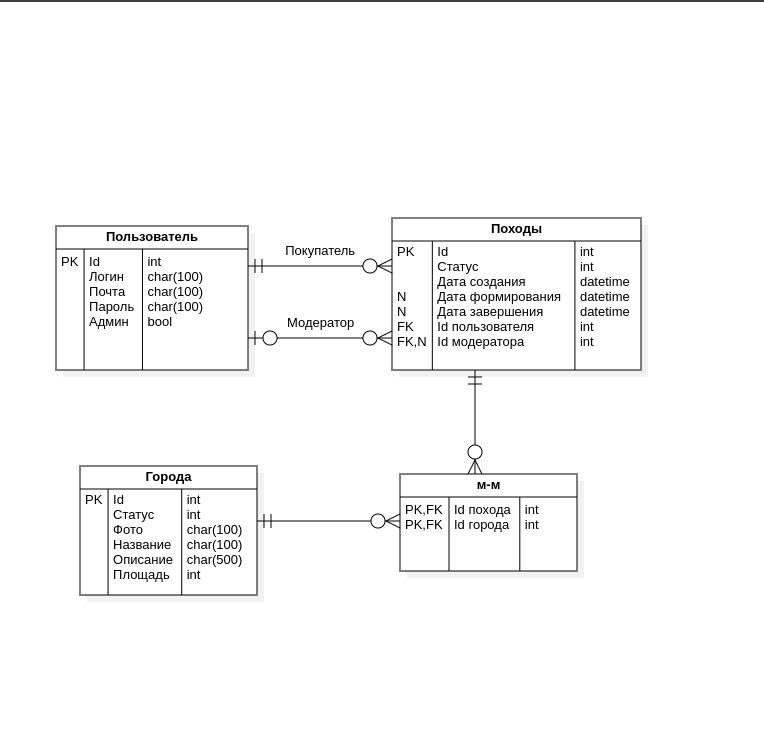 Пользователь
PK Id int
Логин char(100)
Почта char(100)
Пароль char(100)
Админ bool
Покупатель
Модератор
Походы
PK Id int
Статус int
Дата создания datetime
N Дата формирования datetime
N Дата завершения datetime
FK Id пользователя int
FK,N Id модератора int
Города
PK Id int
Статус int
Фото char(100)
Название char(100)
Описание char(500)
Площадь int
м-м
PK,FK Id похода int
PK,FK Id города int